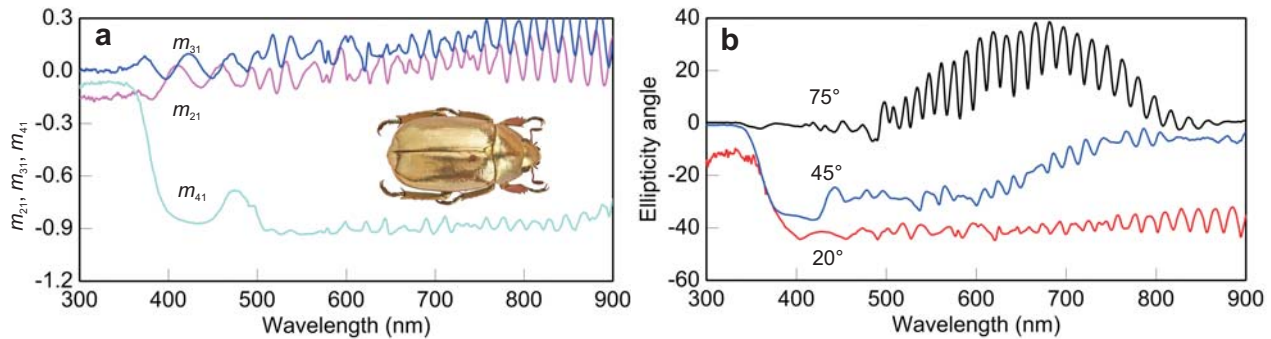 a
m31
m21
m41
m21, m31, m41
0.3
0.0
-0.3
-0.6
-0.9
-1.2
300 400 500 600 700 800 900
Wavelength (nm)
b
75°
45°
20°
Ellipticity angle
40
20
0
-20
-40
-60
300 400 500 600 700 800 900
Wavelength (nm)